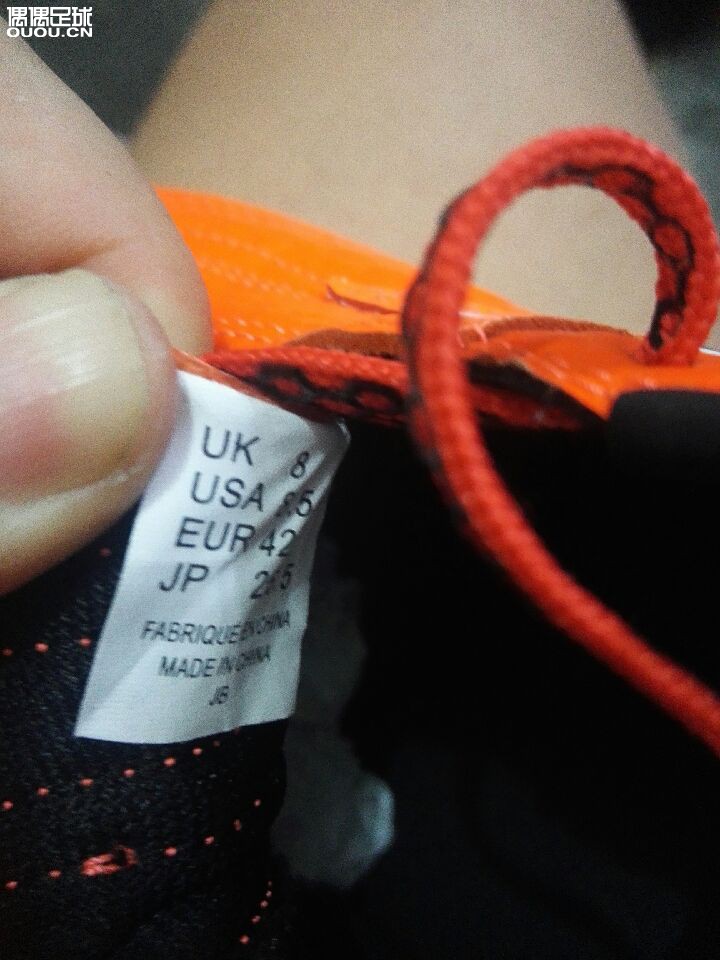 偶偶足球
OUOU.CN
UK 8
USA
EUR 42
JP
FABRIQUE EN CHINA
MADE IN CHINA
JB